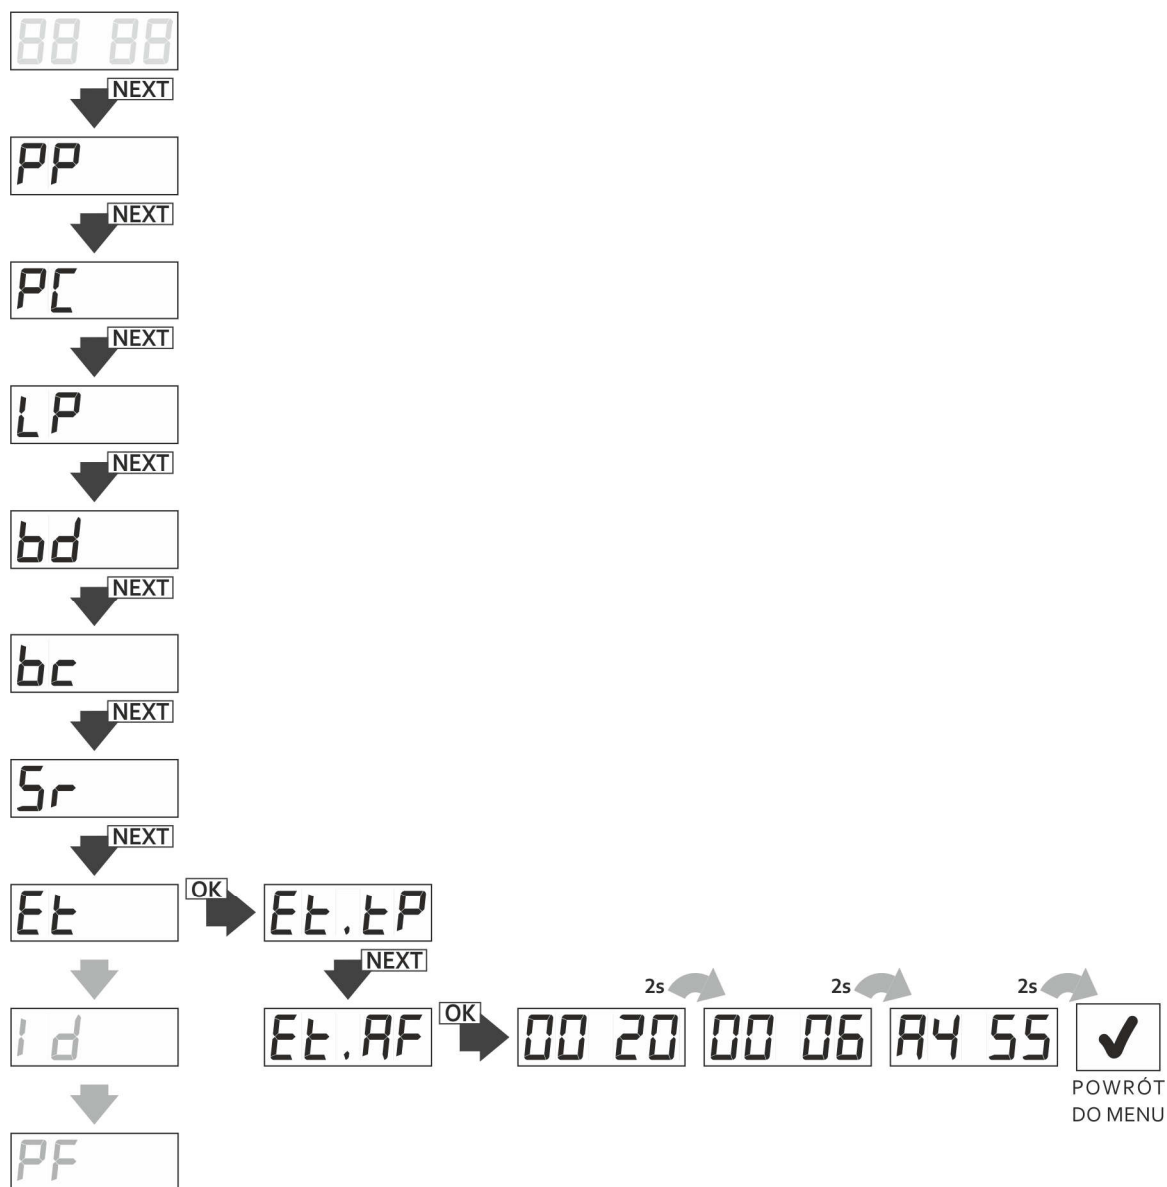 88 88
NEXT
PP
NEXT
PC
NEXT
LP
NEXT
bd
NEXT
bc
NEXT
Sr
NEXT
Et OK Et.tP
NEXT
2s 2s 2s
Id Et.AF OK 00 20 00 06 A4 55
POWRÓT
DO MENU
PF